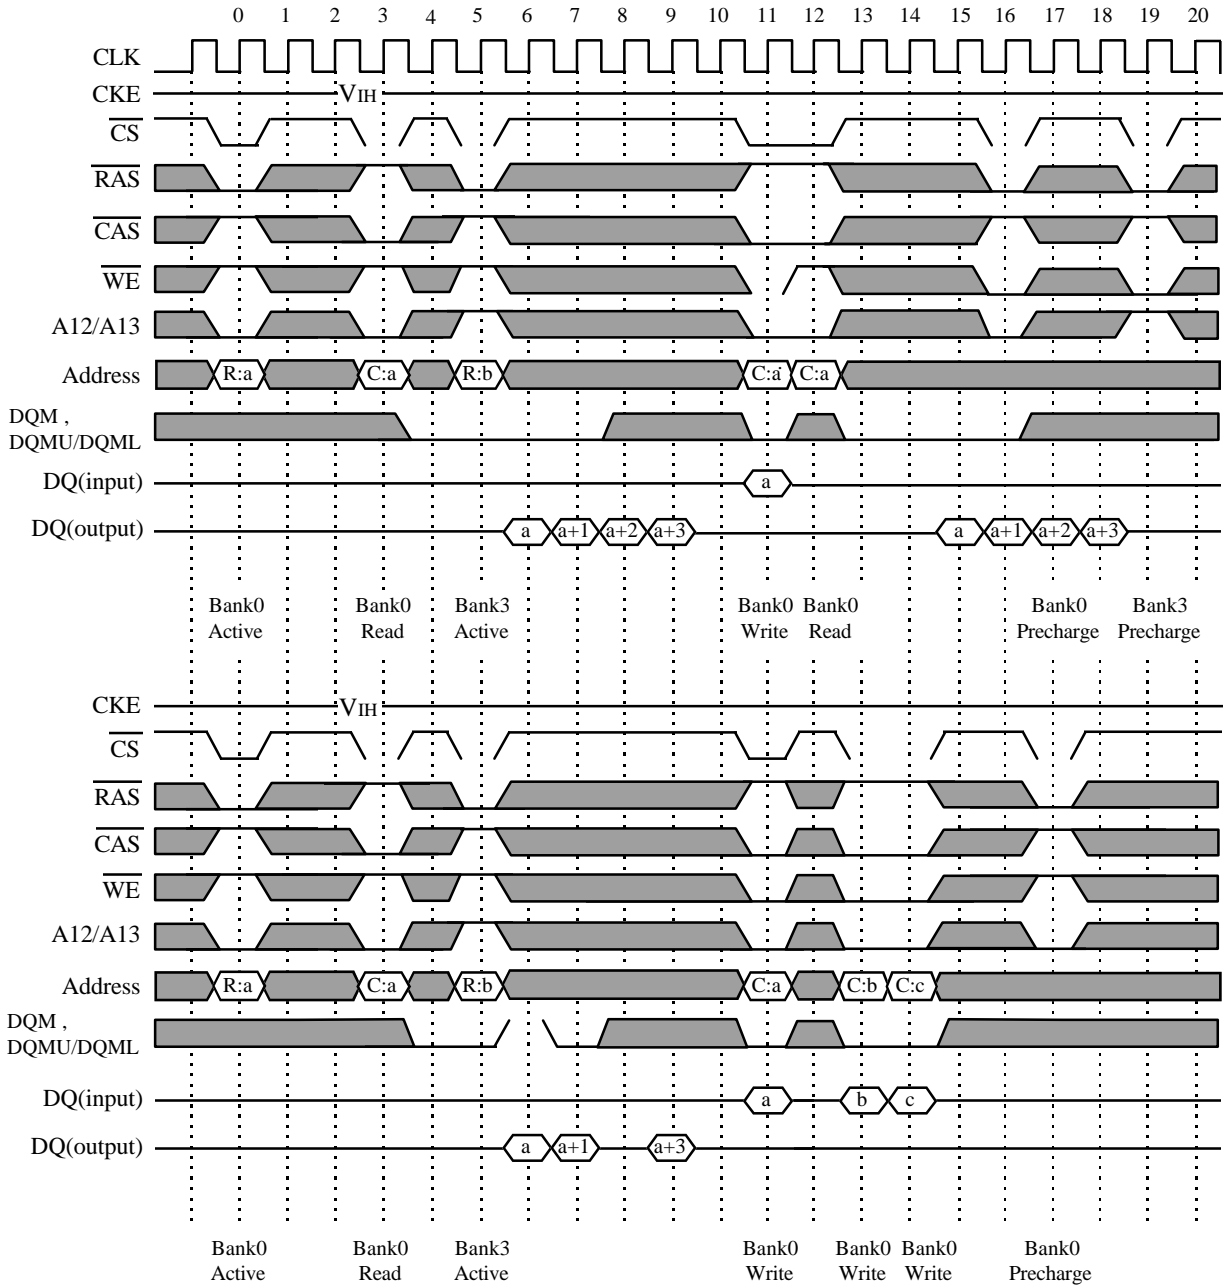 0 1 2 3 4 5 6 7 8 9 10 11 12 13 14 15 16 17 18 19 20
CLK
CKE VIH
CS
RAS
CAS
WE
A12/A13
Address R:a C:a R:b C:a' C:a
DQM ,
DQMU/DQML
DQ(input) a
DQ(output) a a+1 a+2 a+3 a a+1 a+2 a+3
Bank0 Bank0 Bank3 Bank0 Bank0 Bank0 Bank3
Active Read Active Write Read Precharge Precharge
CKE VIH
CS
RAS
CAS
WE
A12/A13
Address R:a C:a R:b C:a C:b C:c
DQM ,
DQMU/DQML
DQ(input) a b c
DQ(output) a a+1 a+3
Bank0 Bank0 Bank3 Bank0 Bank0 Bank0 Bank0
Active Read Active Write Write Write Precharge